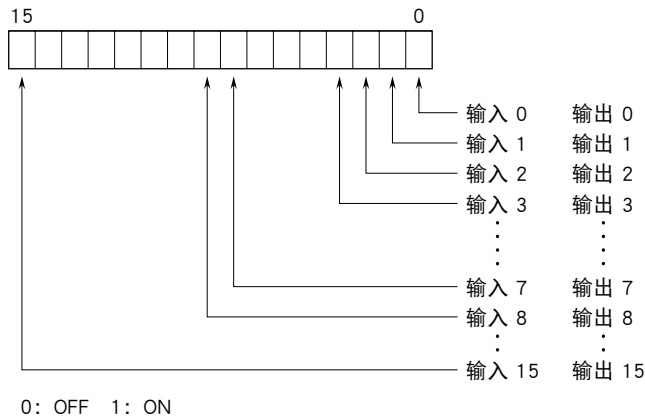 15 0
输入 0 输出 0
输入 1 输出 1
输入 2 输出 2
输入 3 输出 3
输入 7 输出 7
输入 8 输出 8
输入 15 输出 15
0: OFF 1: ON